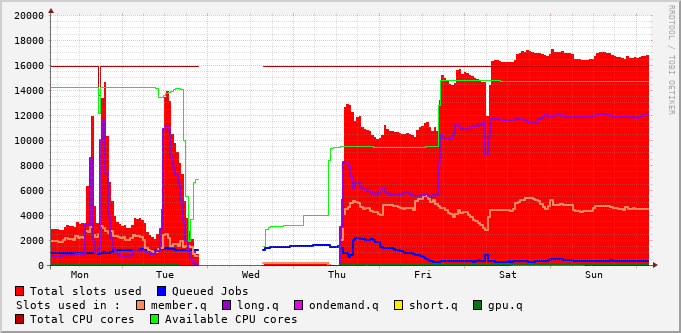 20000
18000
16000
14000
12000
10000
8000
6000
4000
2000
0
Mon Tue Wed Thu Fri Sat Sun
RRDTOOL / TOBI OETIKER
Total slots used Queued Jobs
Slots used in : member.q long.q ondemand.q short.q gpu.q
Total CPU cores Available CPU cores